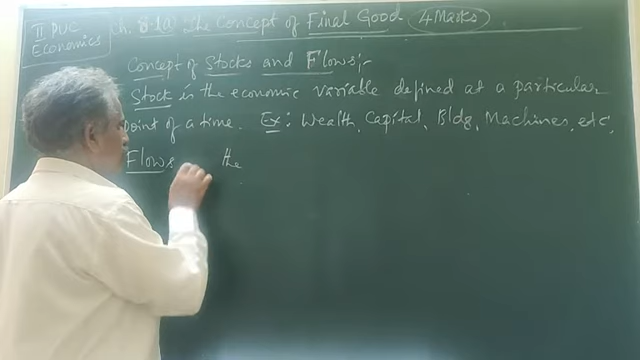 II PUC
Economics
Ch. 8.1(a) The Concept of Final Good 4 Marks
Concept of Stocks and Flows:-
Stock is the economic variable defined at a particular
point of a time. Ex: Wealth, Capital, Bldg, Machines, etc,
Flows the